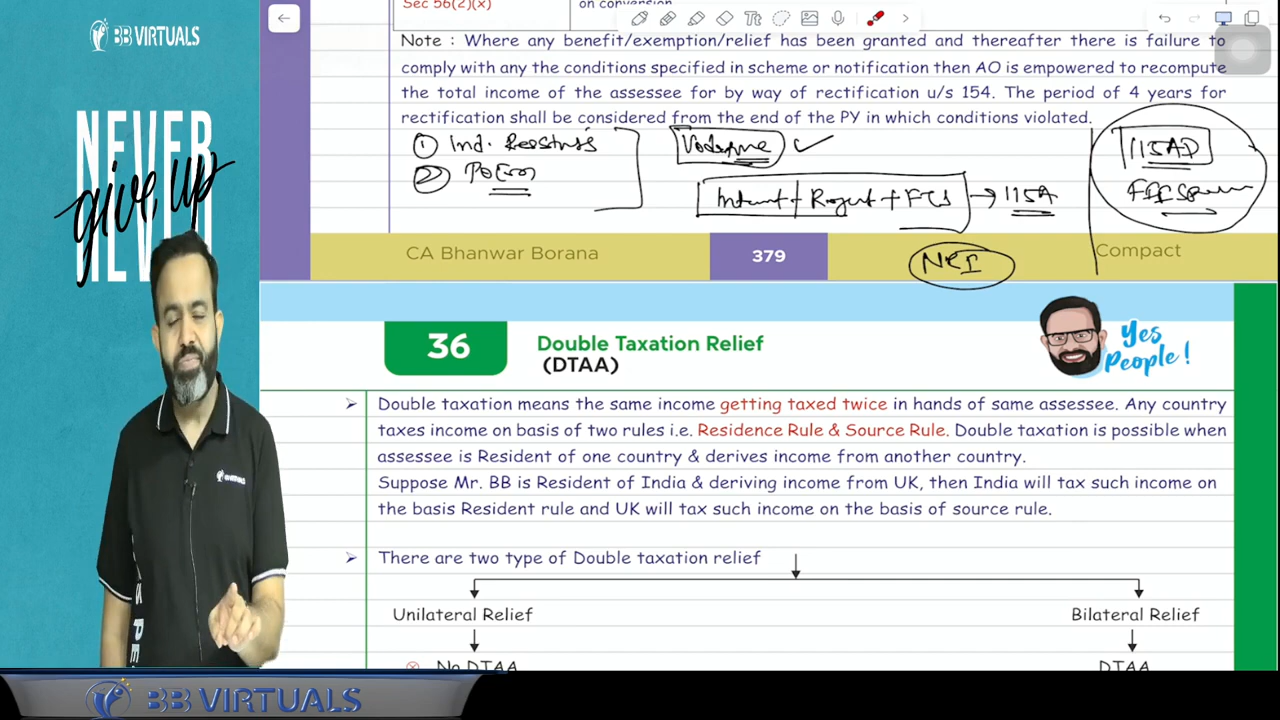 BB VIRTUALS
NEVER
give up
NEVER
Sec 56(2)(x)
on conversion
Note : Where any benefit/exemption/relief has been granted and thereafter there is failure to
comply with any the conditions specified in scheme or notification then AO is empowered to recompute
the total income of the assessee for by way of rectification u/s 154. The period of 4 years for
rectification shall be considered from the end of the PY in which conditions violated.
① Ind.
②
+ FTS → 115A
115AD
NRI
CA Bhanwar Borana
379
Compact
36
Double Taxation Relief
(DTAA)
Yes
People!
➤ Double taxation means the same income getting taxed twice in hands of same assessee. Any country
taxes income on basis of two rules i.e. Residence Rule & Source Rule. Double taxation is possible when
assessee is Resident of one country & derives income from another country.
Suppose Mr. BB is Resident of India & deriving income from UK, then India will tax such income on
the basis Resident rule and UK will tax such income on the basis of source rule.
➤ There are two type of Double taxation relief
Unilateral Relief
Bilateral Relief
No DTAA
DTAA
BB VIRTUALS
BB VIRTUALS